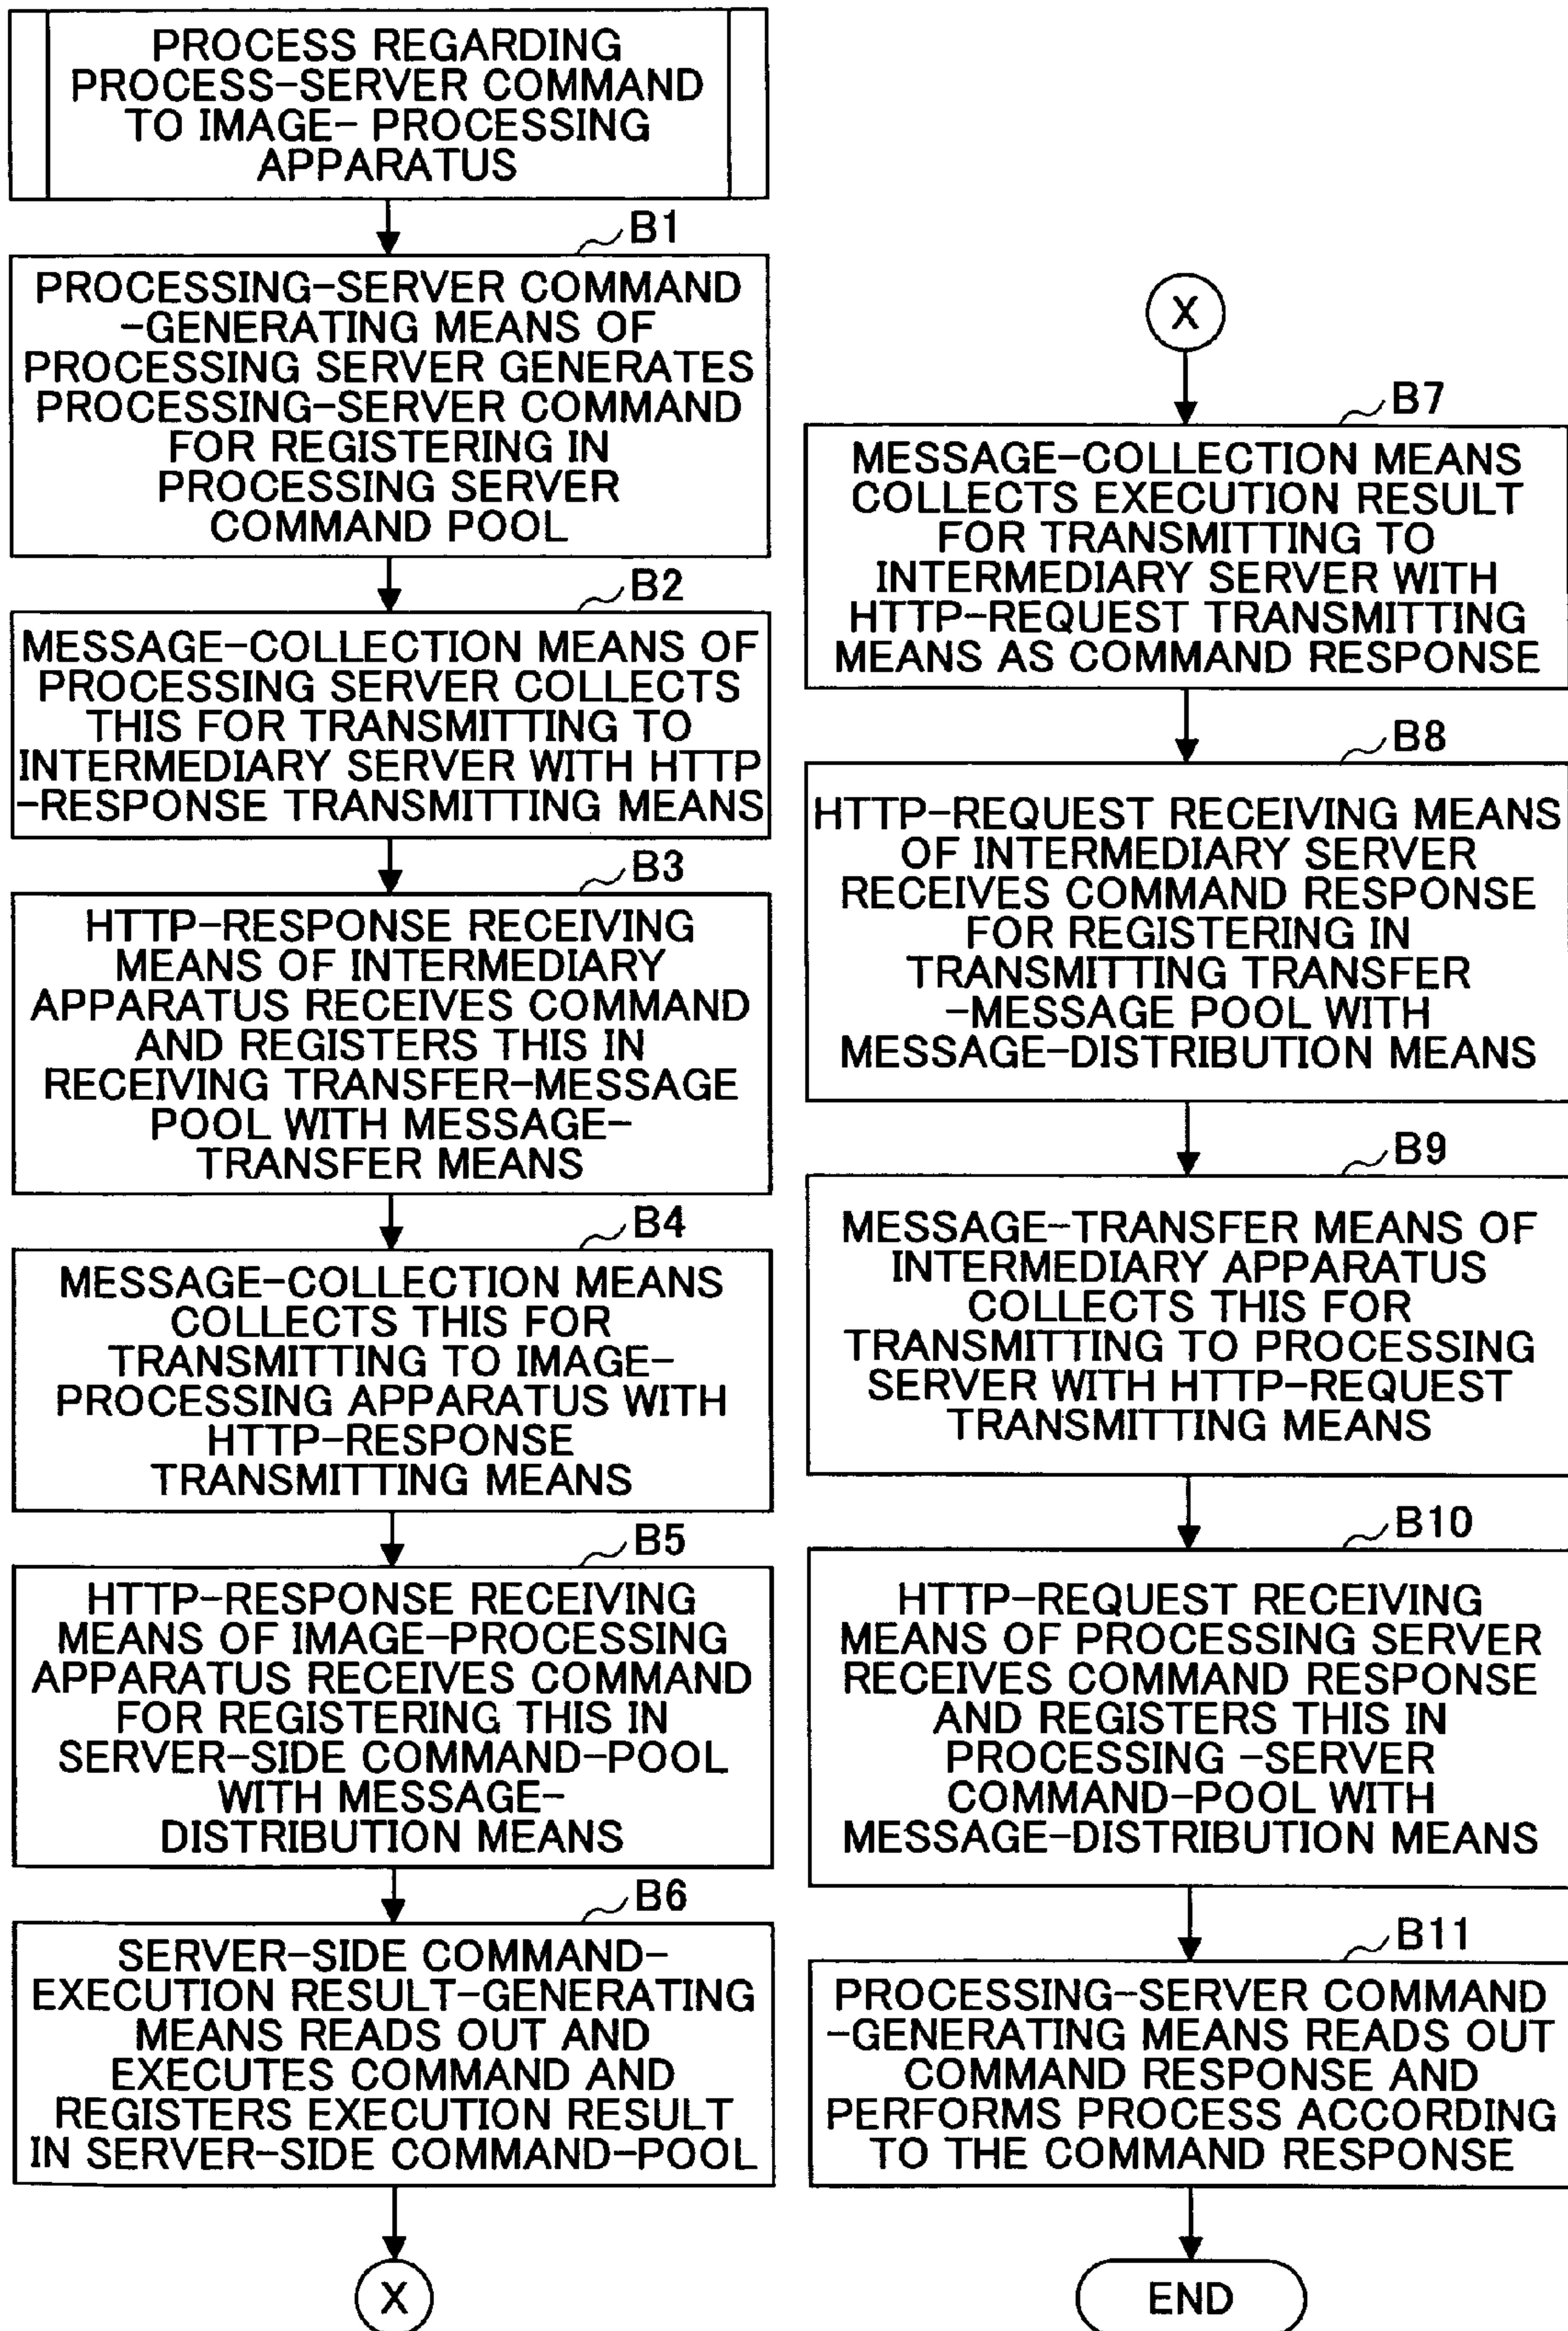 PROCESS REGARDING
PROCESS-SERVER COMMAND
TO IMAGE- PROCESSING
APPARATUS
B1
PROCESSING-SERVER COMMAND
-GENERATING MEANS OF
PROCESSING SERVER GENERATES
PROCESSING-SERVER COMMAND
FOR REGISTERING IN
PROCESSING SERVER
COMMAND POOL
B2
MESSAGE-COLLECTION MEANS OF
PROCESSING SERVER COLLECTS
THIS FOR TRANSMITTING TO
INTERMEDIARY SERVER WITH HTTP
-RESPONSE TRANSMITTING MEANS
B3
HTTP-RESPONSE RECEIVING
MEANS OF INTERMEDIARY
APPARATUS RECEIVES COMMAND
AND REGISTERS THIS IN
RECEIVING TRANSFER-MESSAGE
POOL WITH MESSAGE-
TRANSFER MEANS
B4
MESSAGE-COLLECTION MEANS
COLLECTS THIS FOR
TRANSMITTING TO IMAGE-
PROCESSING APPARATUS WITH
HTTP-RESPONSE
TRANSMITTING MEANS
B5
HTTP-RESPONSE RECEIVING
MEANS OF IMAGE-PROCESSING
APPARATUS RECEIVES COMMAND
FOR REGISTERING THIS IN
SERVER-SIDE COMMAND-POOL
WITH MESSAGE-
DISTRIBUTION MEANS
B6
SERVER-SIDE COMMAND-
EXECUTION RESULT-GENERATING
MEANS READS OUT AND
EXECUTES COMMAND AND
REGISTERS EXECUTION RESULT
IN SERVER-SIDE COMMAND-POOL
X
X
B7
MESSAGE-COLLECTION MEANS
COLLECTS EXECUTION RESULT
FOR TRANSMITTING TO
INTERMEDIARY SERVER WITH
HTTP-REQUEST TRANSMITTING
MEANS AS COMMAND RESPONSE
B8
HTTP-REQUEST RECEIVING MEANS
OF INTERMEDIARY SERVER
RECEIVES COMMAND RESPONSE
FOR REGISTERING IN
TRANSMITTING TRANSFER
-MESSAGE POOL WITH
MESSAGE-DISTRIBUTION MEANS
B9
MESSAGE-TRANSFER MEANS OF
INTERMEDIARY APPARATUS
COLLECTS THIS FOR
TRANSMITTING TO PROCESSING
SERVER WITH HTTP-REQUEST
TRANSMITTING MEANS
B10
HTTP-REQUEST RECEIVING
MEANS OF PROCESSING SERVER
RECEIVES COMMAND RESPONSE
AND REGISTERS THIS IN
PROCESSING -SERVER
COMMAND-POOL WITH
MESSAGE-DISTRIBUTION MEANS
B11
PROCESSING-SERVER COMMAND
-GENERATING MEANS READS OUT
COMMAND RESPONSE AND
PERFORMS PROCESS ACCORDING
TO THE COMMAND RESPONSE
END